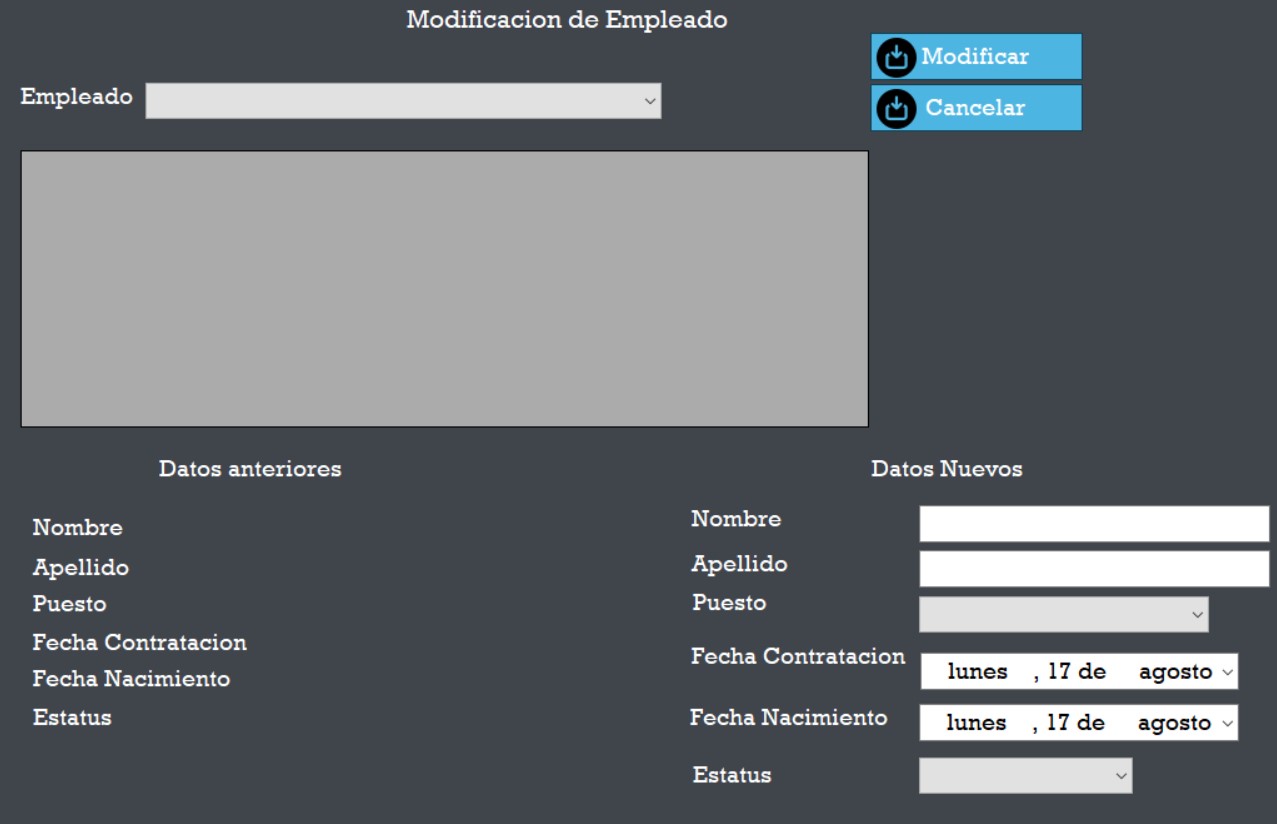 Modificacion de Empleado
Modificar
Empleado
Cancelar
Datos anteriores
Nombre
Apellido
Puesto
Fecha Contratacion
Fecha Nacimiento
Estatus
Datos Nuevos
Nombre
Apellido
Puesto
Fecha Contratacion lunes , 17 de agosto
Fecha Nacimiento lunes , 17 de agosto
Estatus